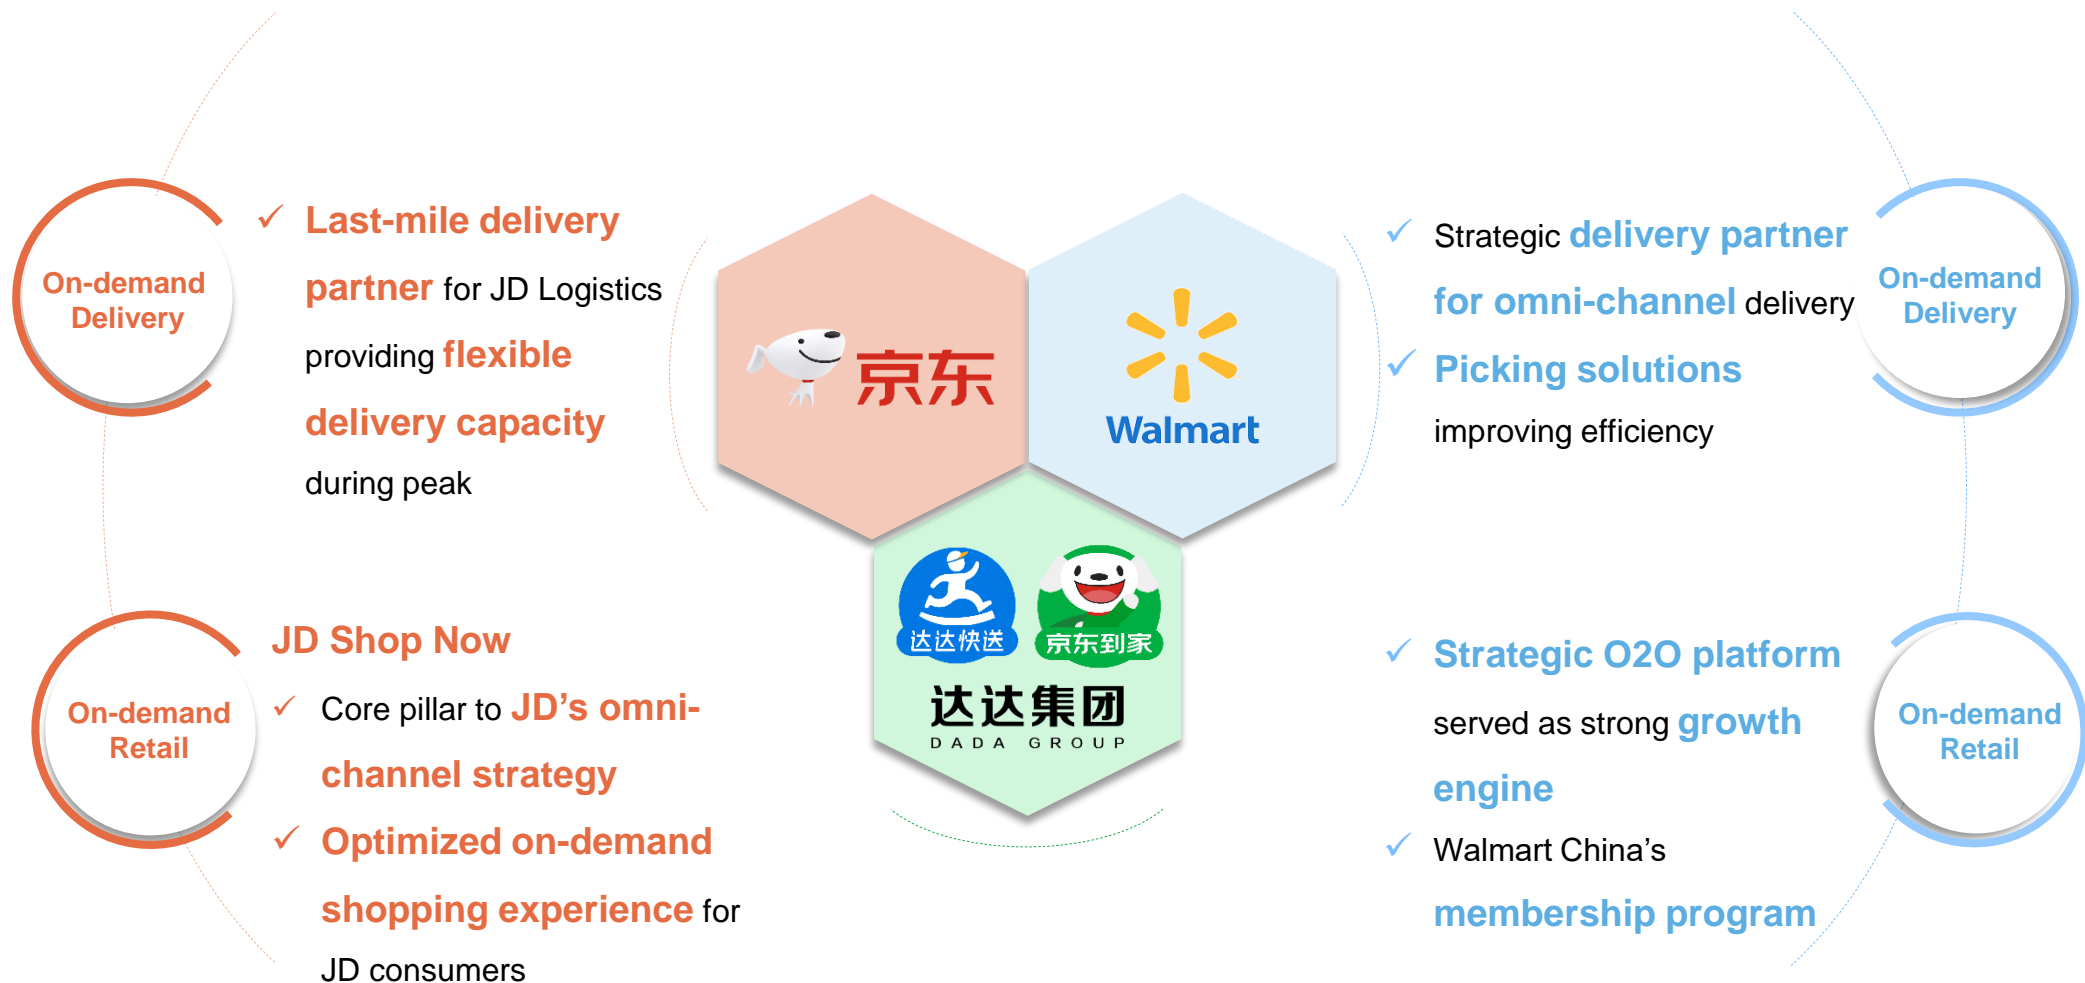 On-demand
Delivery
✓ Last-mile delivery
partner for JD Logistics
providing flexible
delivery capacity
during peak
On-demand
Retail
JD Shop Now
✓ Core pillar to JD’s omni-
channel strategy
✓ Optimized on-demand
shopping experience for
JD consumers
京东
Walmart
达达快送
京东到家
达达集团
DADA GROUP
✓ Strategic delivery partner
for omni-channel delivery
✓ Picking solutions
improving efficiency
On-demand
Delivery
✓ Strategic O2O platform
served as strong growth
engine
✓ Walmart China’s
membership program
On-demand
Retail